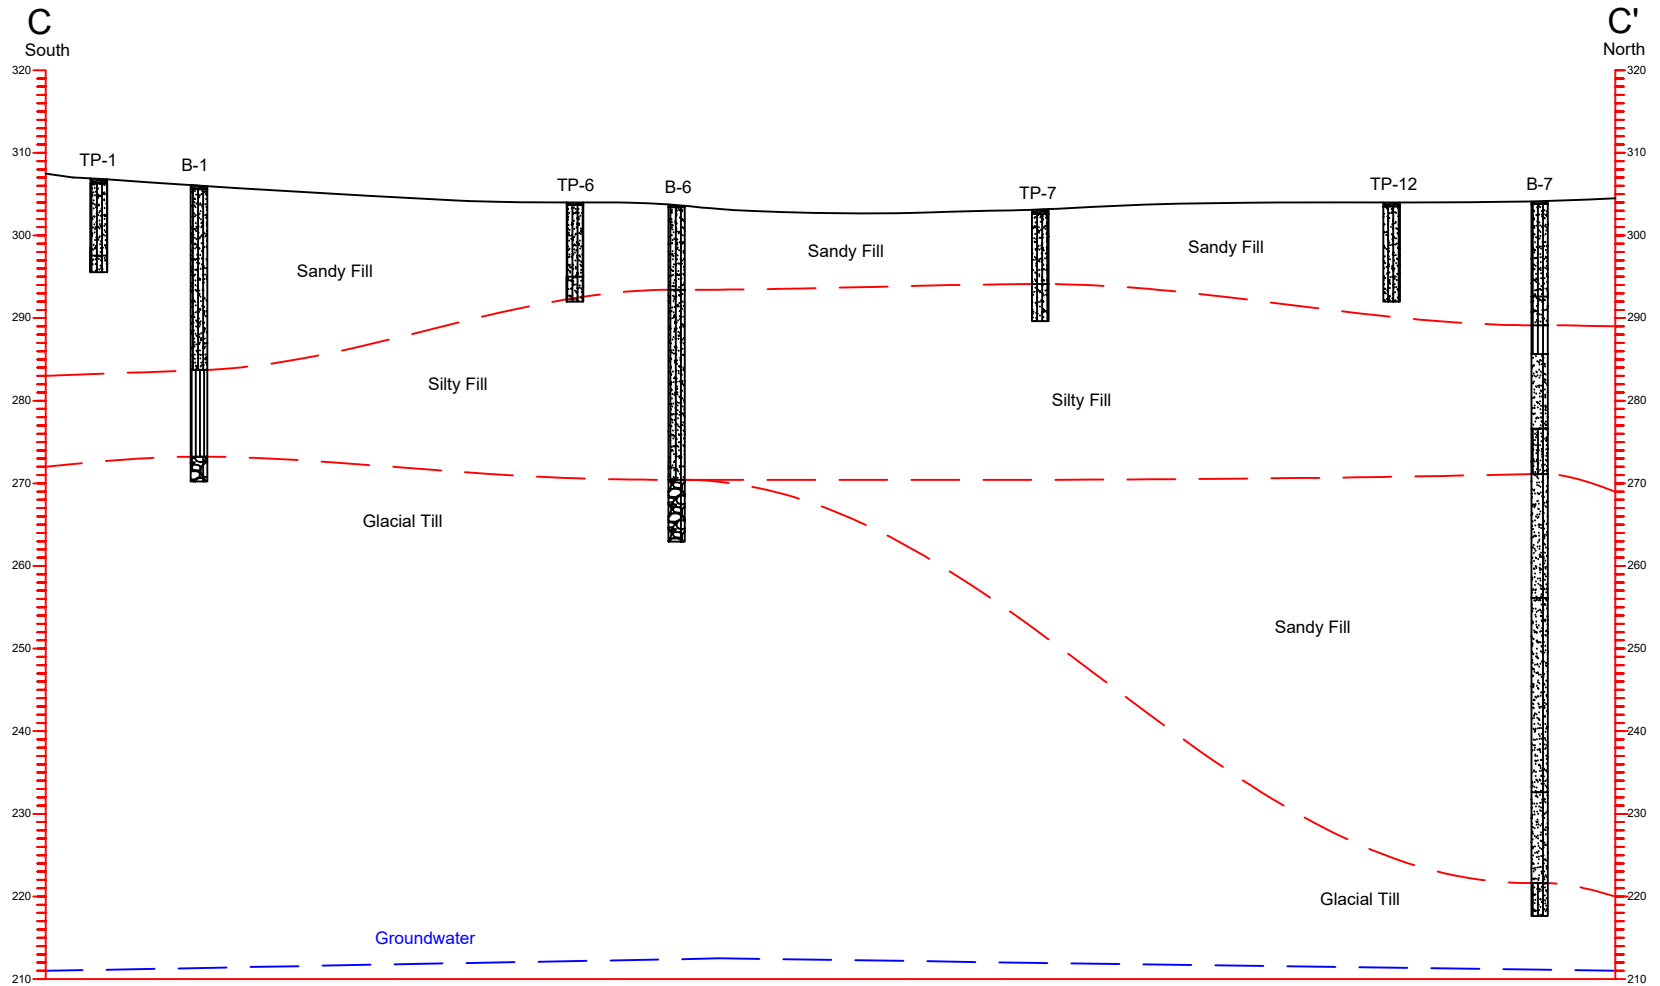 C
C'
South
North
320
320
310
310
TP-1
B-1
TP-6
B-6
TP-7
TP-12
B-7
300
300
Sandy Fill
Sandy Fill
Sandy Fill
290
290
Silty Fill
Silty Fill
280
280
270
270
Glacial Till
260
260
Sandy Fill
250
250
240
240
230
230
220
220
Glacial Till
Groundwater
210
210